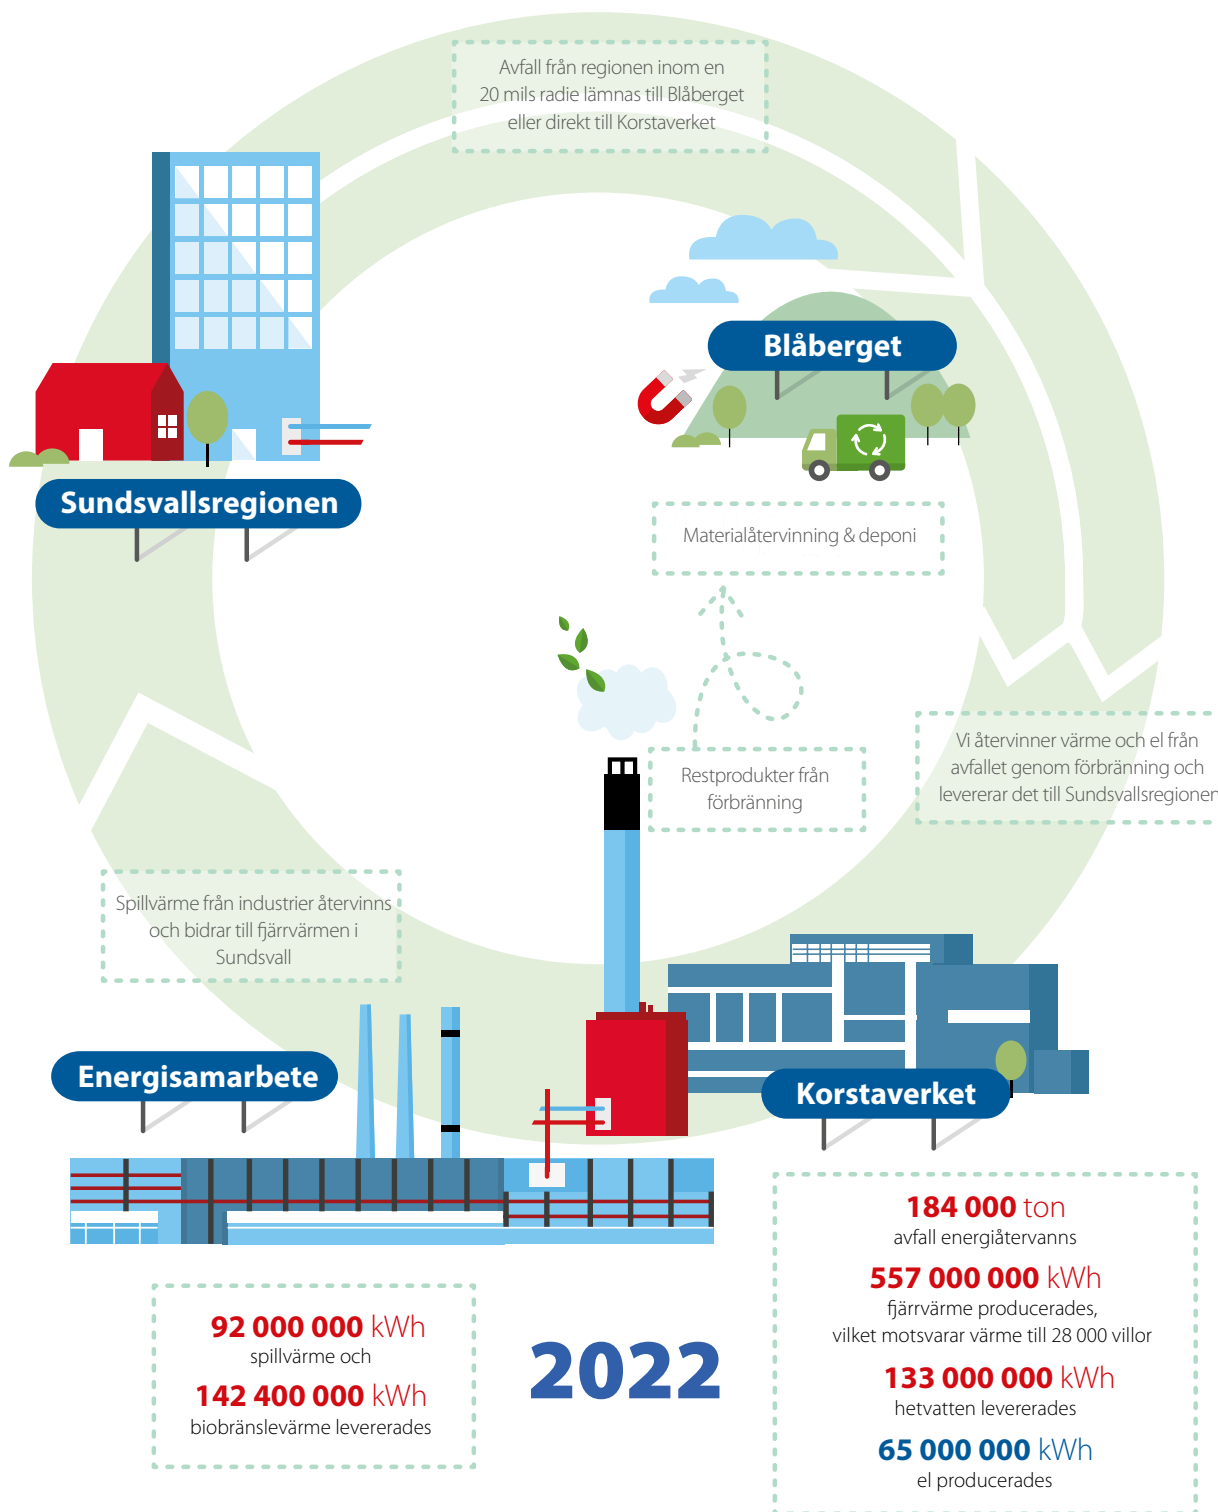 Avfall från regionen inom en
20 mils radie lämnas till Blåberget
eller direkt till Korstaverket
Blåberget
Sundsvallsregionen
Materialåtervinning & deponi
Restprodukter från
förbränning
Vi återvinner värme och el från
avfallet genom förbränning och
levererar det till Sundsvallsregionen
Spillvärme från industrier återvinns
och bidrar till fjärrvärmen i
Sundsvall
Energisamarbete
Korstaverket
184 000 ton
avfall energiåtervanns
557 000 000 kWh
fjärrvärme producerades,
vilket motsvarar värme till 28 000 villor
133 000 000 kWh
hetvatten levererades
65 000 000 kWh
el producerades
92 000 000 kWh
spillvärme och
142 400 000 kWh
biobränslevärme levererades
2022